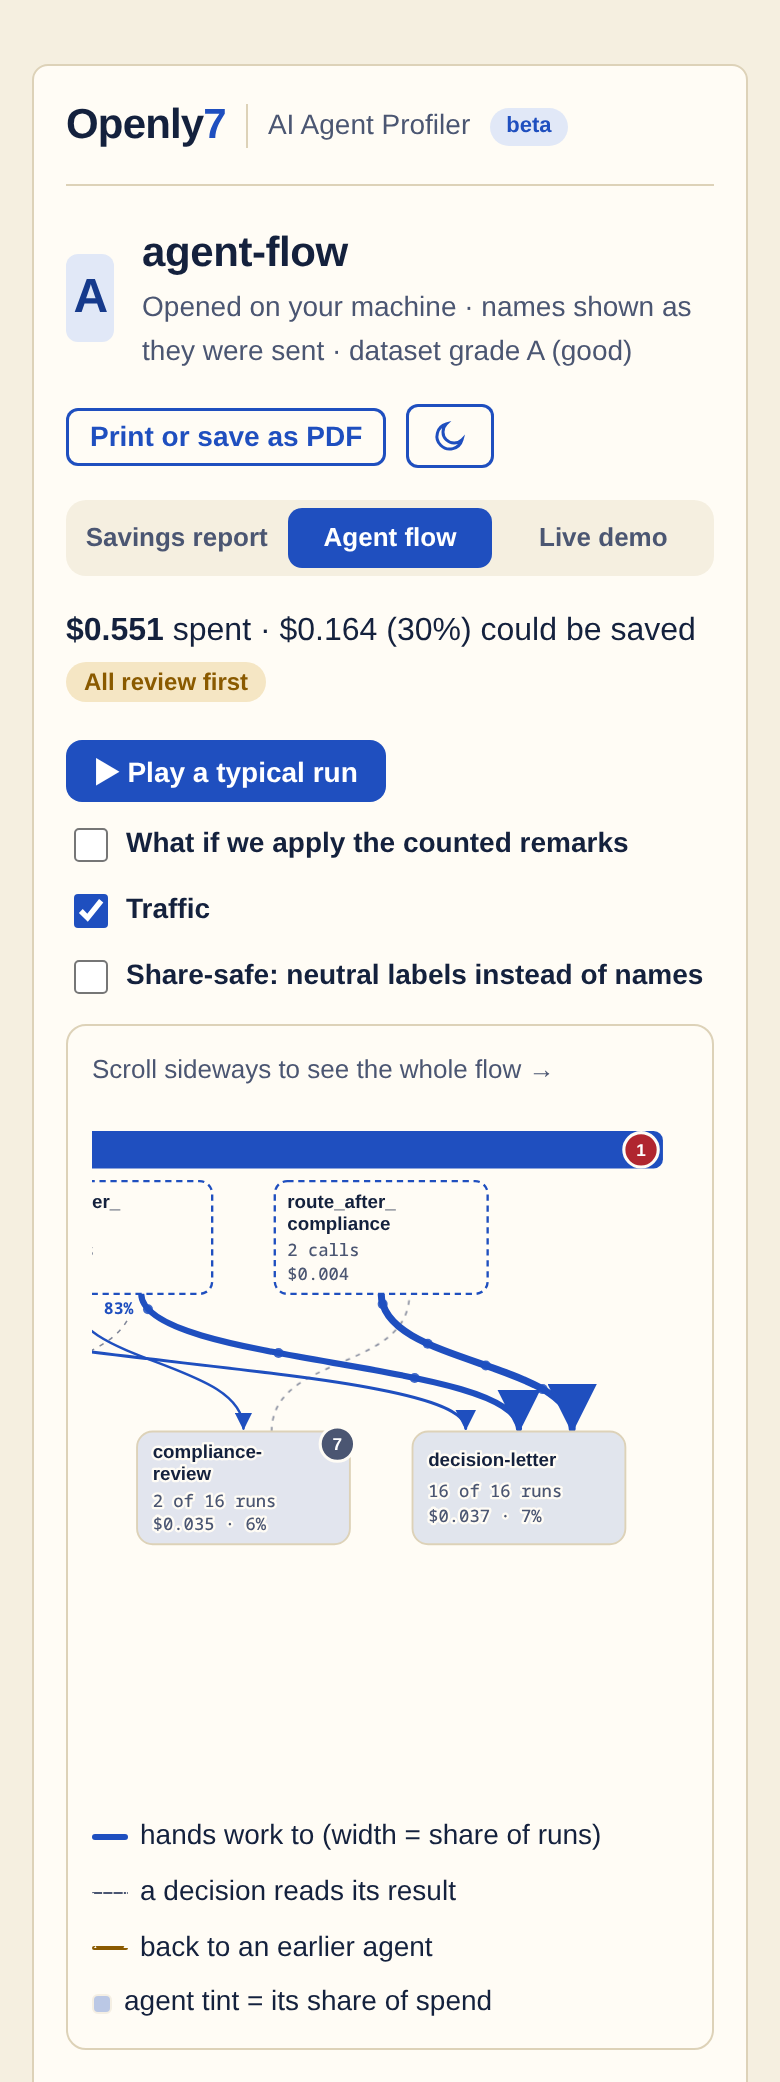 Openly7
AI Agent Profiler
beta
A
agent-flow
Opened on your machine · names shown as
they were sent · dataset grade A (good)
Print or save as PDF
Savings report
Agent flow
Live demo
$0.551 spent · $0.164 (30%) could be saved
All review first
Play a typical run
What if we apply the counted remarks
Traffic
Share-safe: neutral labels instead of names
Scroll sideways to see the whole flow →
1
er_
route_after_
compliance
2 calls
$0.004
83%
compliance-
review
7
2 of 16 runs
$0.035 · 6%
decision-letter
16 of 16 runs
$0.037 · 7%
hands work to (width = share of runs)
a decision reads its result
back to an earlier agent
agent tint = its share of spend